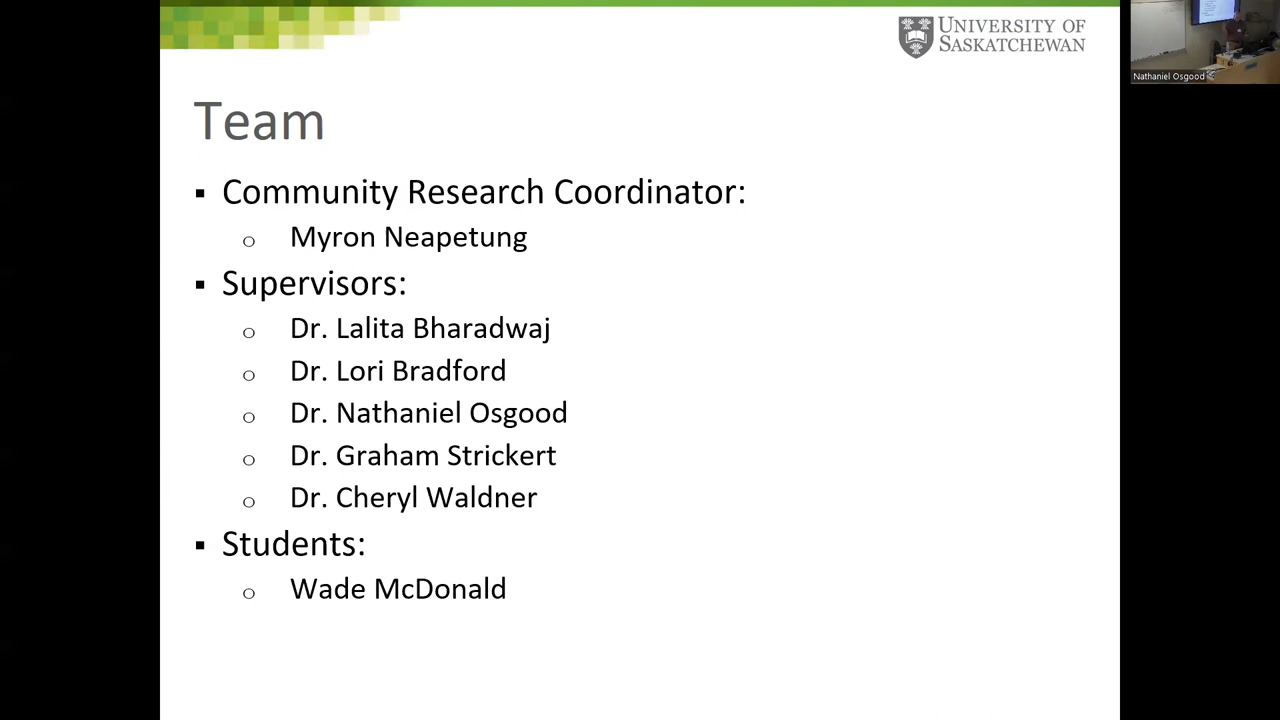 UNIVERSITY OF
SASKATCHEWAN
Nathaniel Osgood
Team
▪ Community Research Coordinator:
o Myron Neapetung
▪ Supervisors:
o Dr. Lalita Bharadwaj
o Dr. Lori Bradford
o Dr. Nathaniel Osgood
o Dr. Graham Strickert
o Dr. Cheryl Waldner
▪ Students:
o Wade McDonald